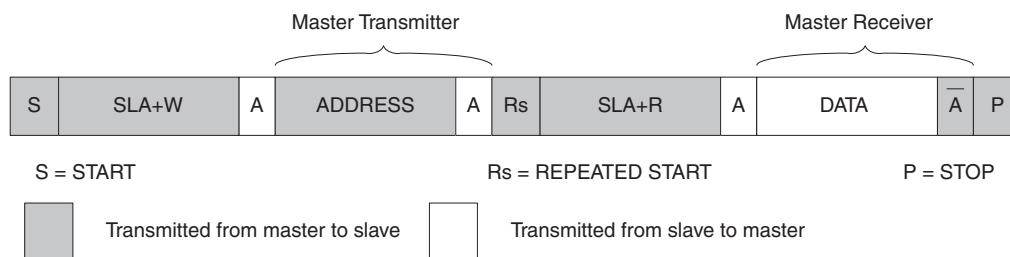 Master Transmitter Master Receiver
S SLA+W A ADDRESS A Rs SLA+R A DATA A̅ P
S = START Rs = REPEATED START P = STOP
Transmitted from master to slave Transmitted from slave to master